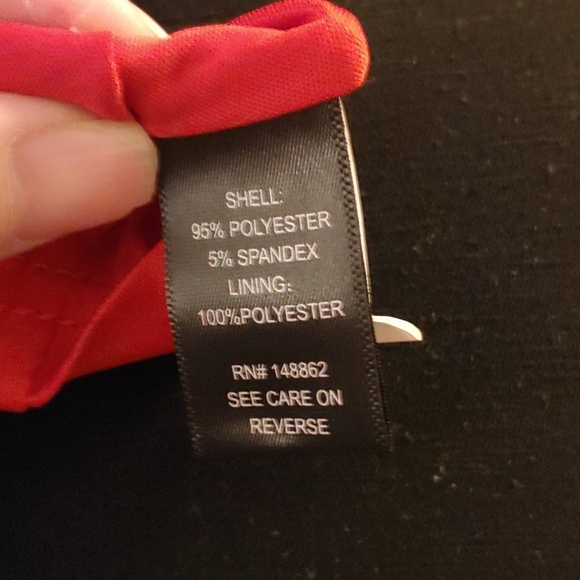 SHELL:
95% POLYESTER
5% SPANDEX
LINING:
100%POLYESTER
RN# 148862
SEE CARE ON
REVERSE